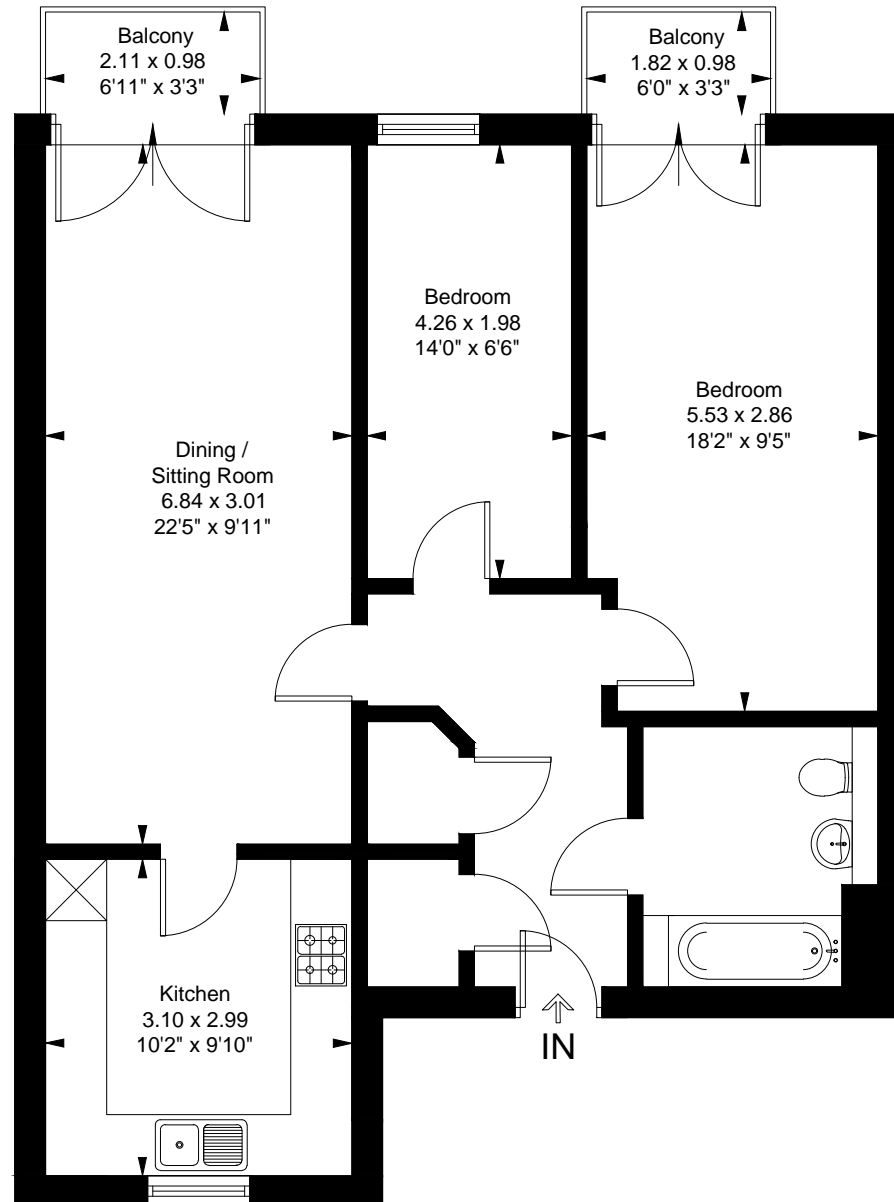 Balcony
2.11 x 0.98
6'11" x 3'3"
Balcony
1.82 x 0.98
6'0" x 3'3"
Bedroom
4.26 x 1.98
14'0" x 6'6"
Bedroom
5.53 x 2.86
18'2" x 9'5"
Dining /
Sitting Room
6.84 x 3.01
22'5" x 9'11"
Kitchen
3.10 x 2.99
10'2" x 9'10"
IN